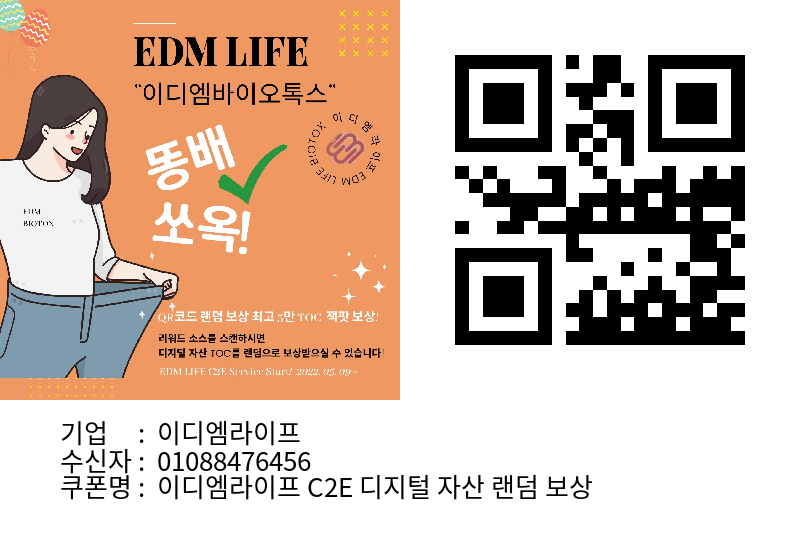 EDM LIFE
"이디엠바이오톡스"
똥배
쏘옥!
이디엠라이프 EDM LIFE BIOTOX
EDM
BIOTOX
QR코드 랜덤 보상 최고 5만 TOC 잭팟 보상!
리워드 소스를 스캔하시면
디지털 자산 TOC를 랜덤으로 보상받으실 수 있습니다!
EDM LIFE C2E Service Start! 2022. 05. 09 ~
기업 : 이디엠라이프
수신자 : 01088476456
쿠폰명 : 이디엠라이프 C2E 디지털 자산 랜덤 보상